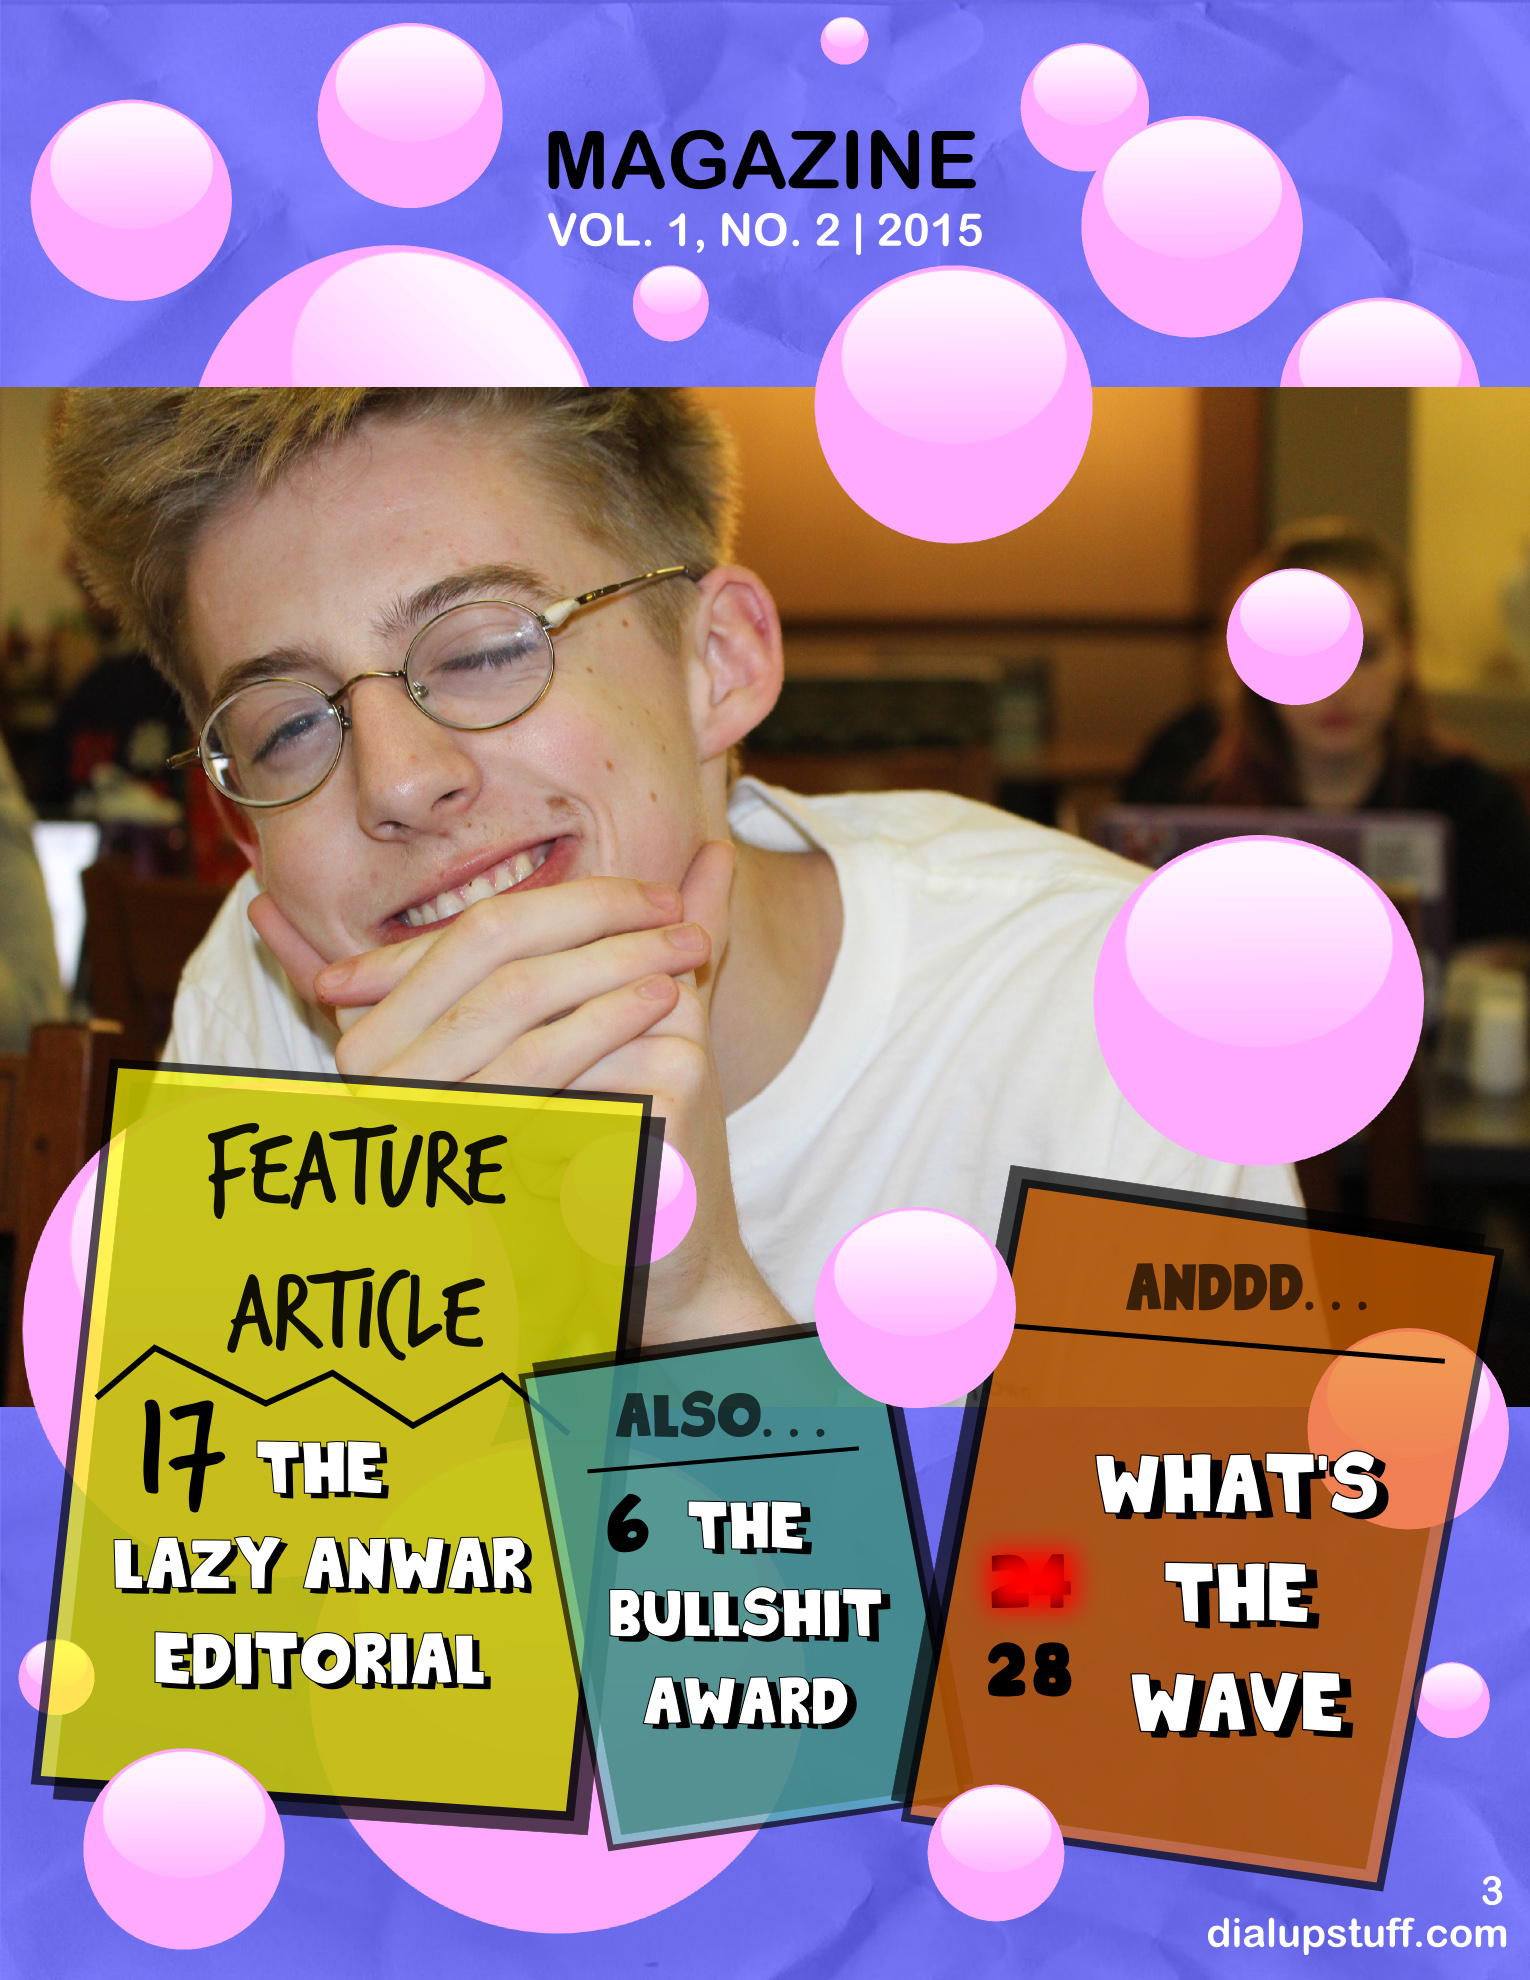 MAGAZINE
VOL. 1, NO. 2 | 2015
FEATURE
ARTICLE
17 THE
LAZY ANWAR
EDITORIAL
ALSO...
6 THE
BULLSHIT
AWARD
ANDDD...
WHAT'S
24 THE
28 WAVE
3
dialupstuff.com